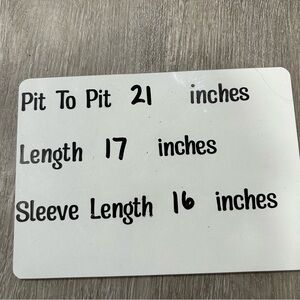 Pit To Pit 21 inches
Length 17 inches
Sleeve Length 16 inches